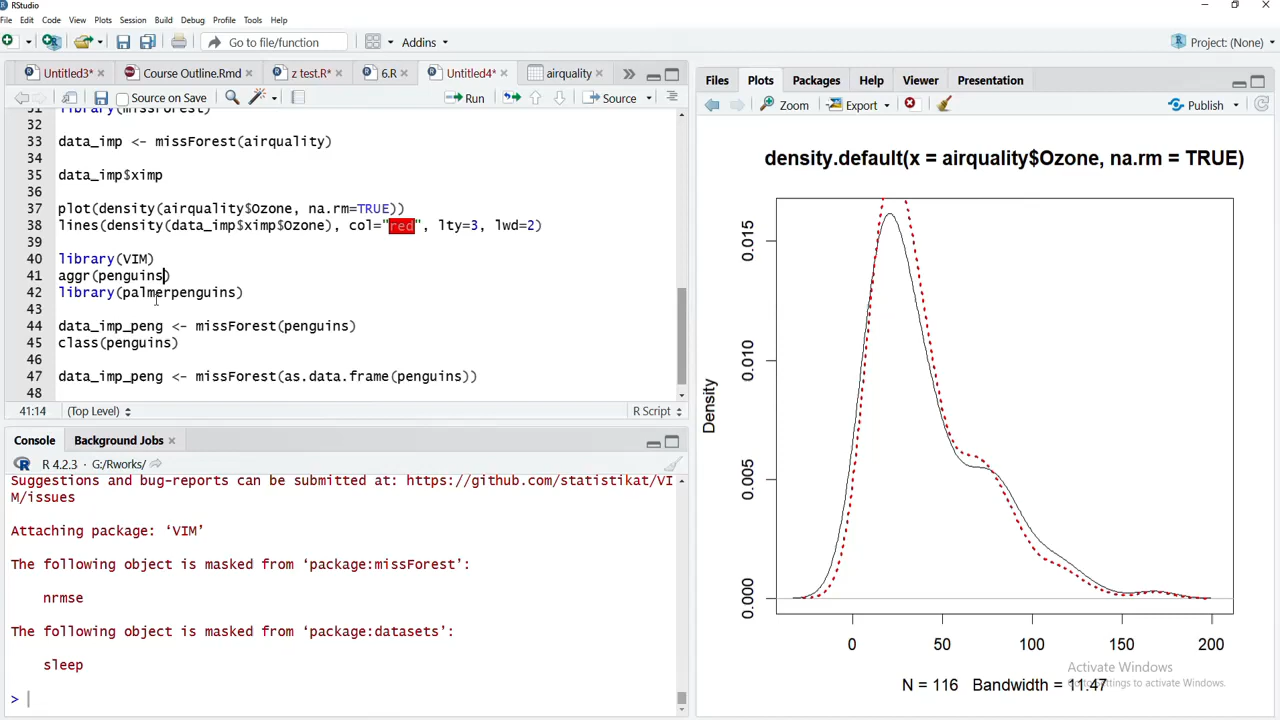 RStudio
File Edit Code View Plots Session Build Debug Profile Tools Help
Go to file/function Addins Project: (None)
Untitled3* Course Outline.Rmd z test.R* 6.R Untitled4* airquality
Source on Save Run Source
32
33 data_imp <- missForest(airquality)
34
35 data_imp$ximp
36
37 plot(density(airquality$Ozone, na.rm=TRUE))
38 lines(density(data_imp$ximp$Ozone), col="red", lty=3, lwd=2)
39
40 library(VIM)
41 aggr(penguins)
42 library(palmerpenguins)
43
44 data_imp_peng <- missForest(penguins)
45 class(penguins)
46
47 data_imp_peng <- missForest(as.data.frame(penguins))
48
41:14 (Top Level) R Script
Console Background Jobs
R 4.2.3 · G:/Rworks/
Suggestions and bug-reports can be submitted at: https://github.com/statistikat/VI
M/issues
Attaching package: ‘VIM’
The following object is masked from ‘package:missForest’:
nrmse
The following object is masked from ‘package:datasets’:
sleep
>
Files Plots Packages Help Viewer Presentation
Zoom Export Publish
density.default(x = airquality$Ozone, na.rm = TRUE)
Density
0.015
0.010
0.005
0.000
0 50 100 150 200
N = 116 Bandwidth = 11.47
Activate Windows